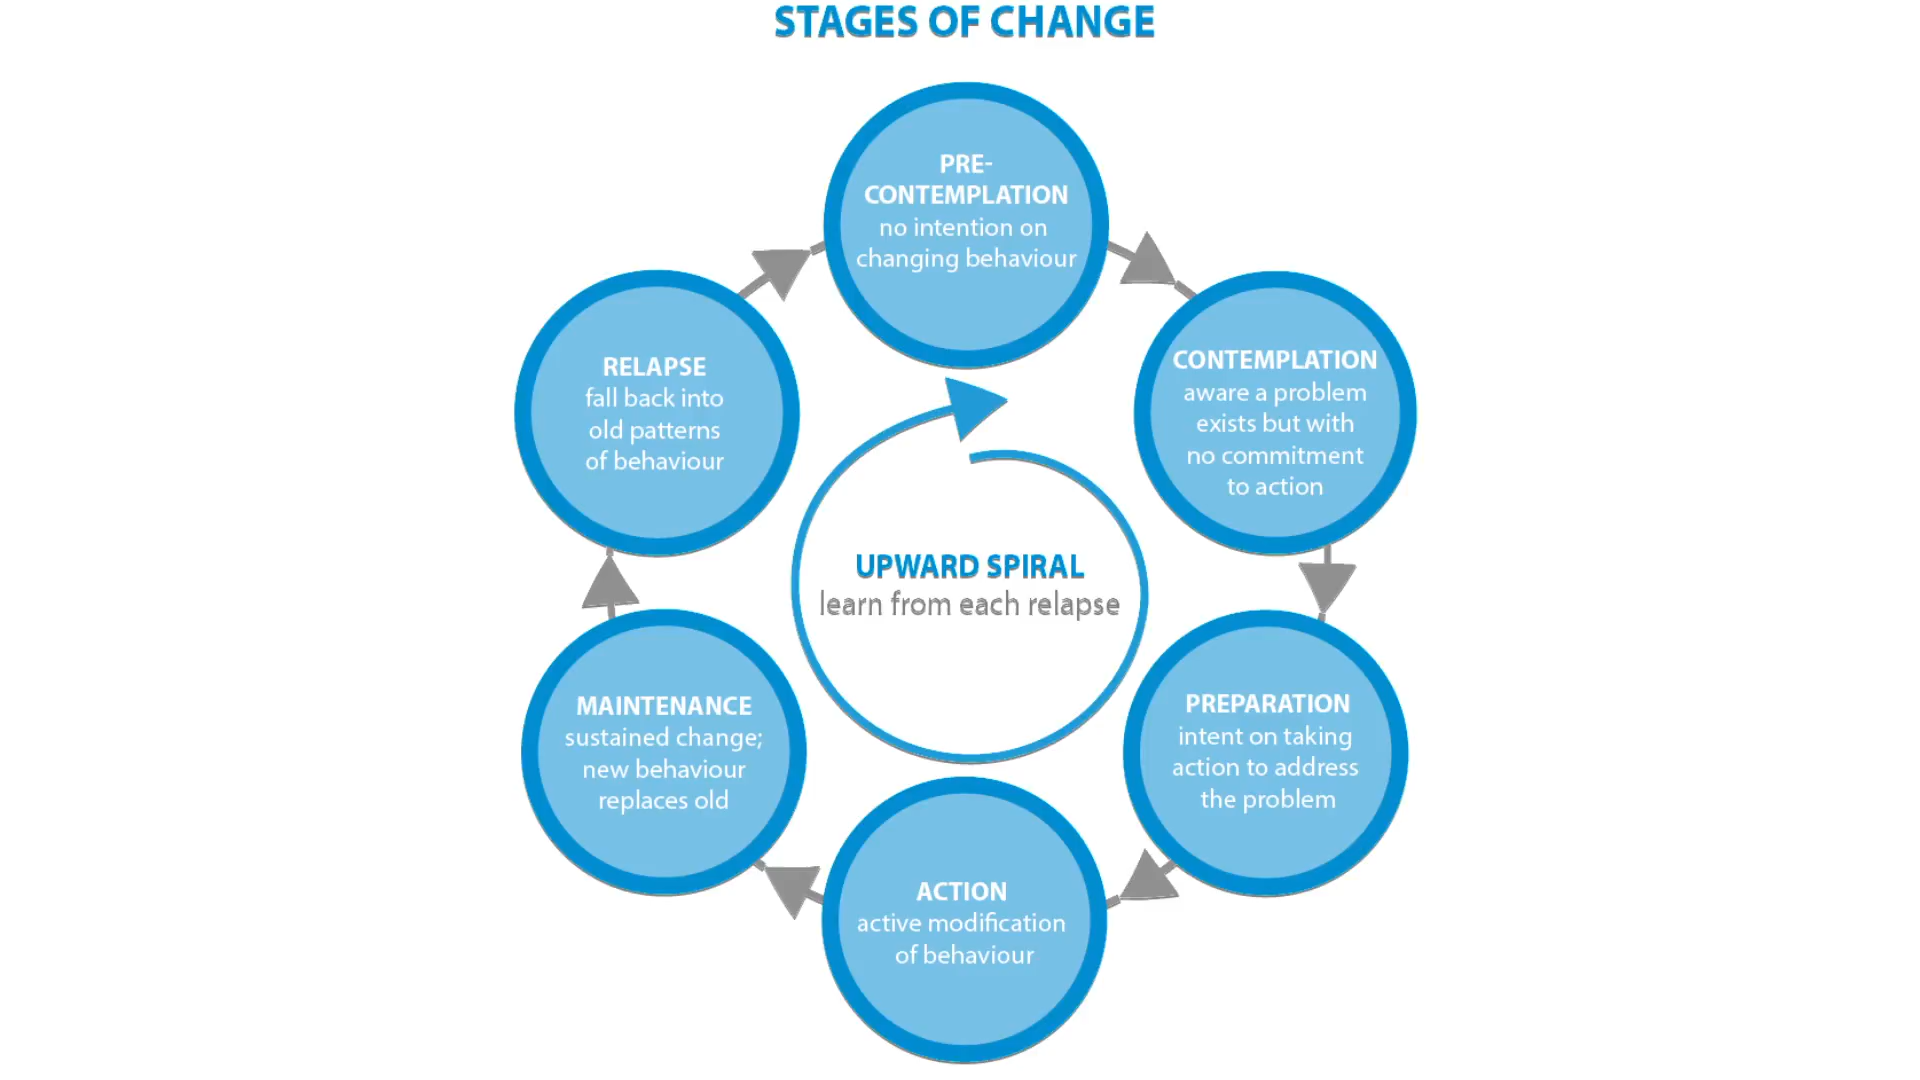 STAGES OF CHANGE
PRE-
CONTEMPLATION
no intention on
changing behaviour
CONTEMPLATION
aware a problem
exists but with
no commitment
to action
PREPARATION
intent on taking
action to address
the problem
ACTION
active modification
of behaviour
MAINTENANCE
sustained change;
new behaviour
replaces old
RELAPSE
fall back into
old patterns
of behaviour
UPWARD SPIRAL
learn from each relapse